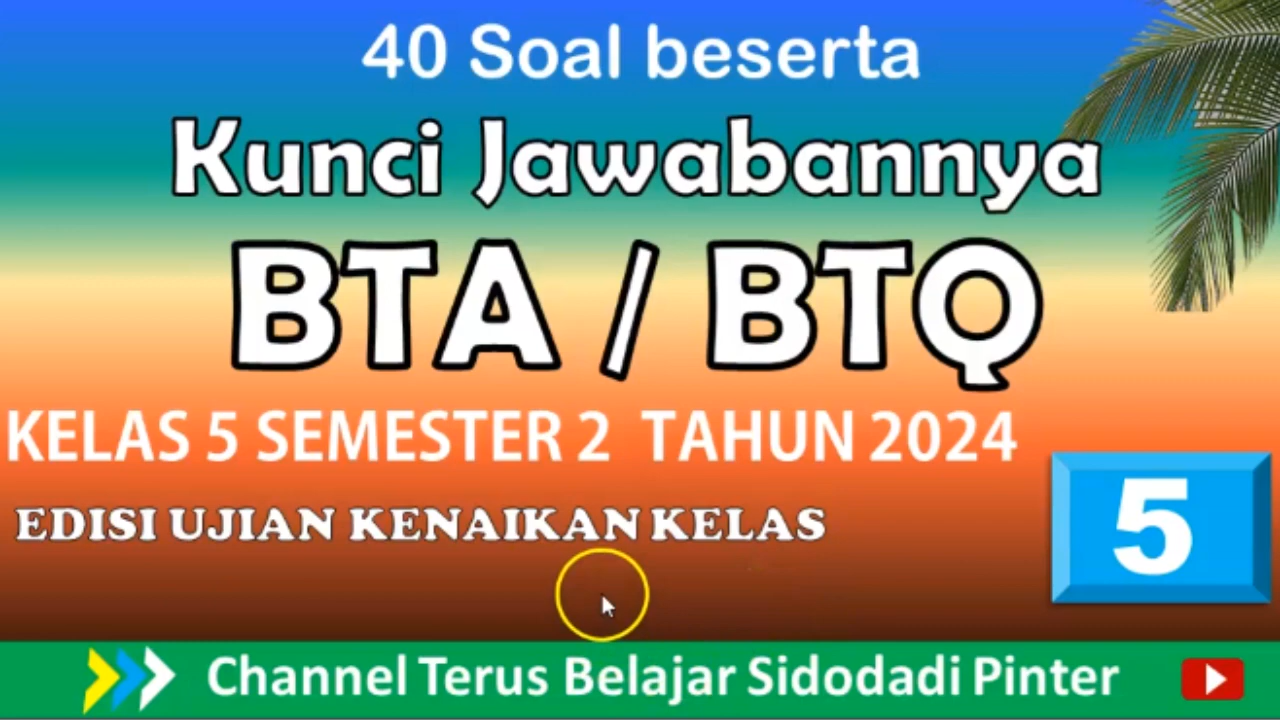 40 Soal beserta
Kunci Jawabannya
BTA / BTQ
KELAS 5 SEMESTER 2 TAHUN 2024
5
EDISI UJIAN KENAIKAN KELAS
Channel Terus Belajar Sidodadi Pinter